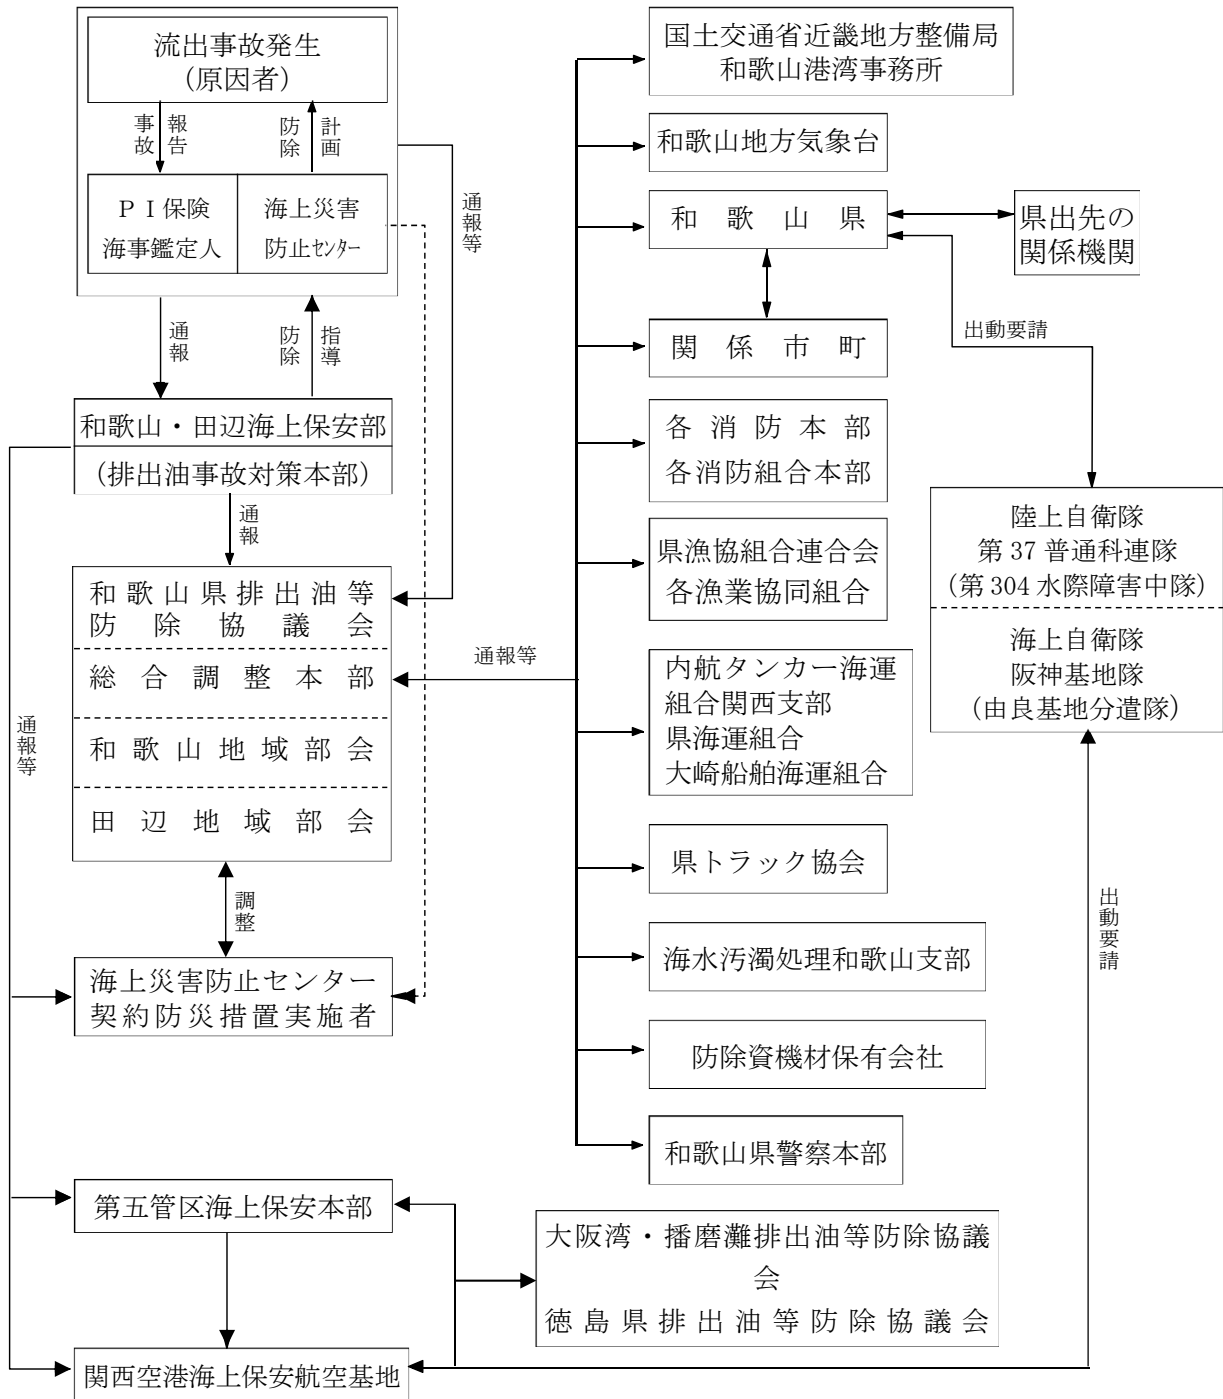 流出事故発生
（原因者）
事故
報告
防除
計画
ＰＩ保険
海事鑑定人
海上災害
防止センター
通報等
通報
防除
指導
和歌山・田辺海上保安部
（排出油事故対策本部）
通報
和歌山県排出油等
防除協議会
総合調整本部
和歌山地域部会
田辺地域部会
通報等
調整
海上災害防止センター
契約防災措置実施者
第五管区海上保安本部
関西空港海上保安航空基地
通報等
国土交通省近畿地方整備局
和歌山港湾事務所
和歌山地方気象台
和歌山県
県出先の
関係機関
出動要請
関係市町
各消防本部
各消防組合本部
県漁協組合連合会
各漁業協同組合
内航タンカー海運
組合関西支部
県海運組合
大崎船舶海運組合
県トラック協会
海水汚濁処理和歌山支部
防除資機材保有会社
和歌山県警察本部
陸上自衛隊
第 37 普通科連隊
（第 304 水際障害中隊）
海上自衛隊
阪神基地隊
（由良基地分遣隊）
出動要請
大阪湾・播磨灘排出油等防除協議
会
徳島県排出油等防除協議会